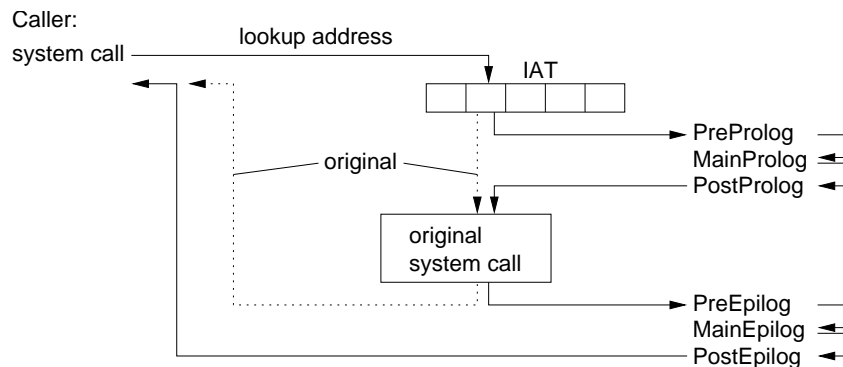 Caller:
system call
lookup address
IAT
PreProlog
MainProlog
PostProlog
original
original
system call
PreEpilog
MainEpilog
PostEpilog